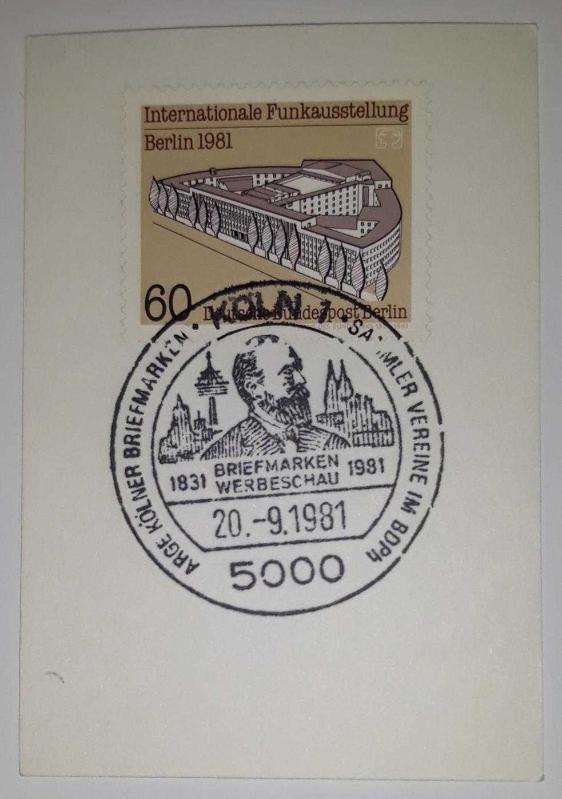 Internationale Funkausstellung
Berlin 1981
60
Deutsche Bundespost Berlin
KÖLN 1
ARGE KÖLNER BRIEFMARKEN · SAMMLER VEREINE IM BDPh
1831 BRIEFMARKEN 1981
WERBESCHAU
20.-9.1981
5000